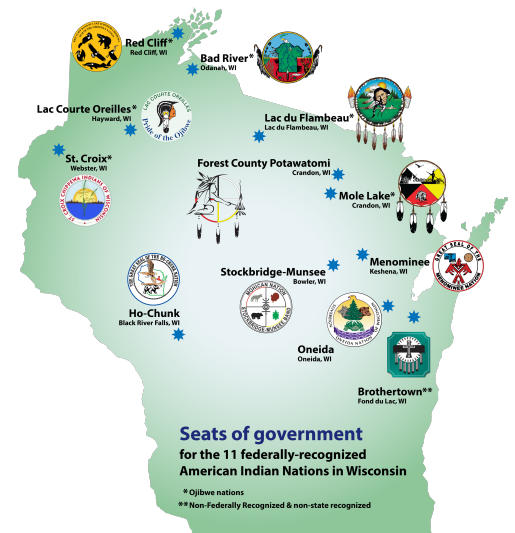 Red Cliff*
Red Cliff, WI
Bad River*
Odanah, WI
Lac Courte Oreilles*
Hayward, WI
LAC COURTE OREILLES
Pride of the Ojibwe
Lac du Flambeau*
Lac du Flambeau, WI
St. Croix*
Webster, WI
ST. CROIX CHIPPEWA INDIANS OF WISCONSIN
Forest County Potawatomi
Crandon, WI
Mole Lake*
Crandon, WI
Menominee
Keshena, WI
GREAT SEAL OF THE
MENOMINEE NATION
Stockbridge-Munsee
Bowler, WI
MOHICAN NATION
STOCKBRIDGE-MUNSEE BAND
THE GREAT SEAL OF THE HO-CHUNK NATION
Ho-Chunk
Black River Falls, WI
ONEIDA NATION
Oneida
Oneida, WI
Brothertown**
Fond du Lac, WI
Seats of government
for the 11 federally-recognized
American Indian Nations in Wisconsin
* Ojibwe nations
** Non-Federally Recognized & non-state recognized